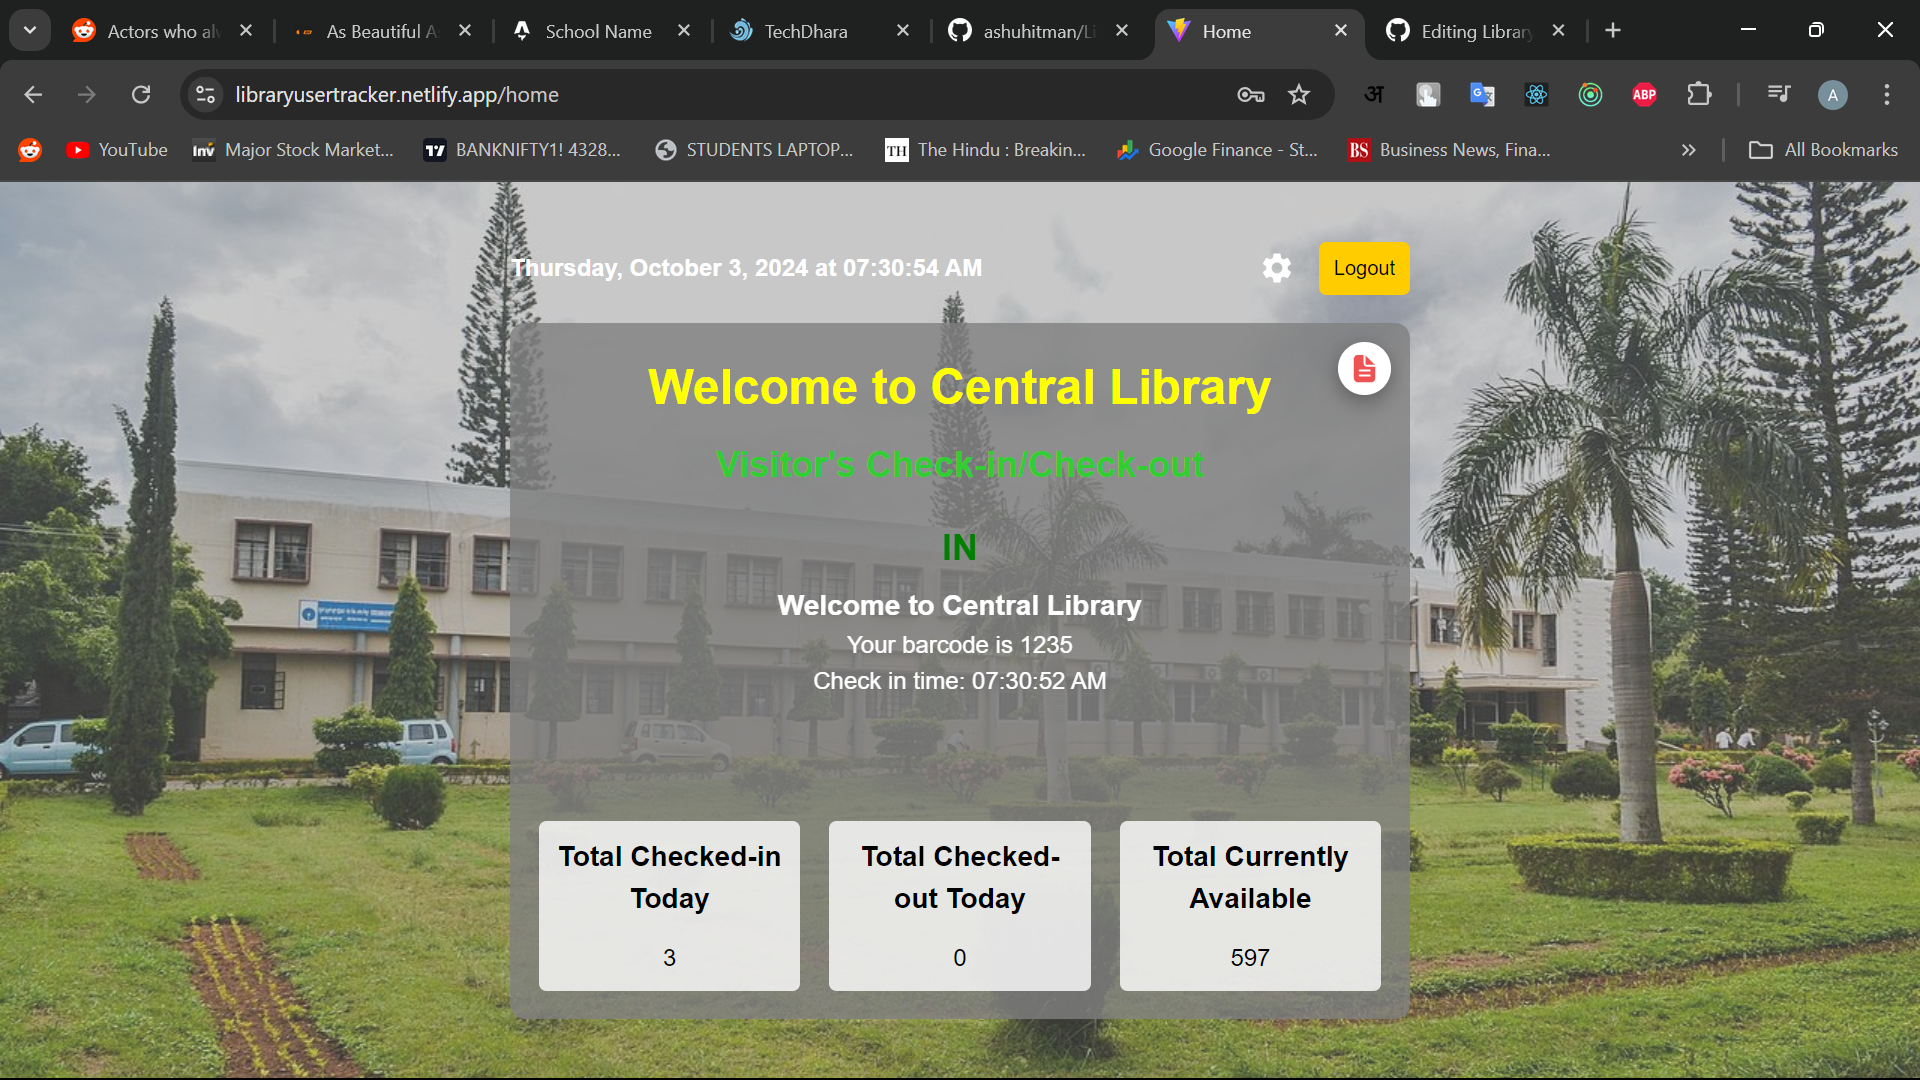 Actors who al
As Beautiful A
School Name
TechDhara
ashuhitman/Li
Home
Editing Library
libraryusertracker.netlify.app/home
अ
ABP
A
YouTube
Inv Major Stock Market...
BANKNIFTY1! 4328...
STUDENTS LAPTOP...
TH The Hindu : Breakin...
Google Finance - St...
BS Business News, Fina...
All Bookmarks
Thursday, October 3, 2024 at 07:30:54 AM
Logout
Welcome to Central Library
Visitor's Check-in/Check-out
IN
Welcome to Central Library
Your barcode is 1235
Check in time: 07:30:52 AM
Total Checked-in
Today
3
Total Checked-
out Today
0
Total Currently
Available
597